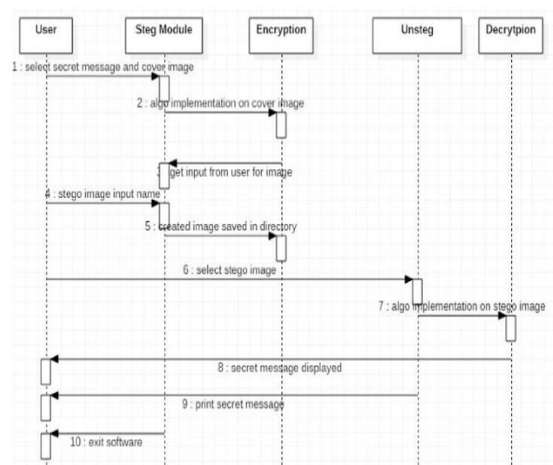 User
Steg Module
Encryption
Unsteg
Decrytpion
1 : select secret message and cover image
2 : algo implementation on cover image
3 : get input from user for image
4 : stego image input name
5 : created image saved in directory
6 : select stego image
7 : algo implementation on stego image
8 : secret message displayed
9 : print secret message
10 : exit software